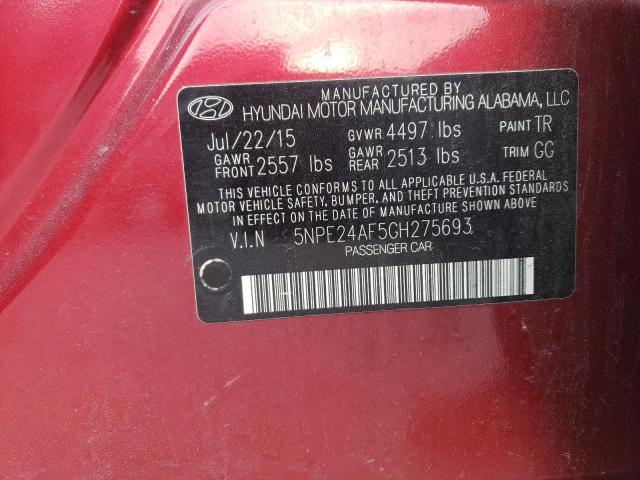 MANUFACTURED BY
HYUNDAI MOTOR MANUFACTURING ALABAMA, LLC
Jul/22/15 GVWR 4497 lbs PAINT TR
GAWR FRONT 2557 lbs GAWR REAR 2513 lbs TRIM GG
THIS VEHICLE CONFORMS TO ALL APPLICABLE U.S.A. FEDERAL
MOTOR VEHICLE SAFETY, BUMPER, AND THEFT PREVENTION STANDARDS
IN EFFECT ON THE DATE OF MANUFACTURE SHOWN ABOVE
V.I.N 5NPE24AF5GH275693
PASSENGER CAR